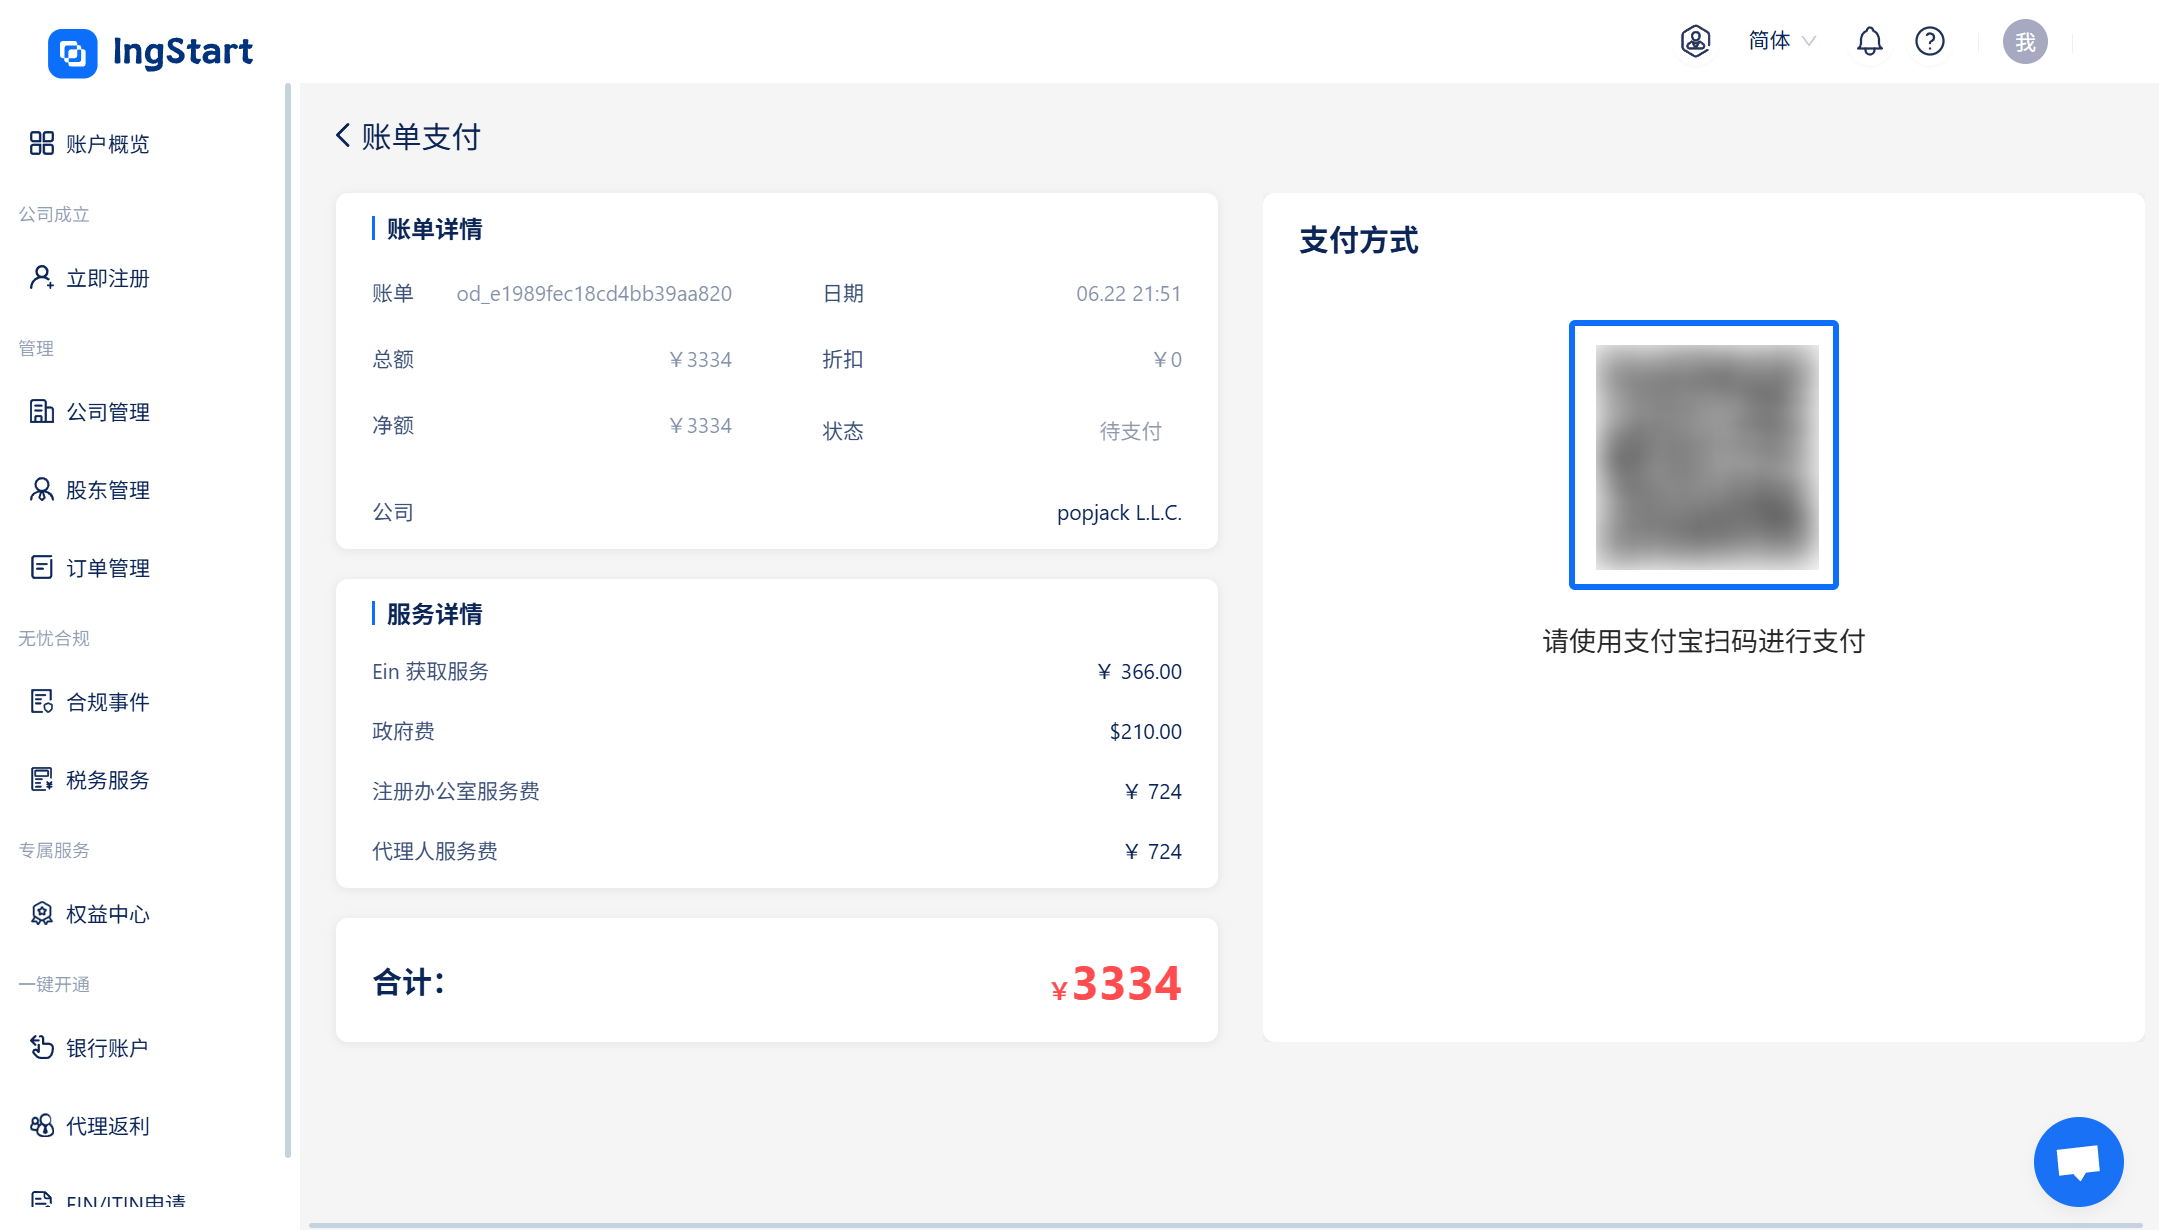 IngStart
简体
我
账户概览
公司成立
立即注册
管理
公司管理
股东管理
订单管理
无忧合规
合规事件
税务服务
专属服务
权益中心
一键开通
银行账户
代理返利
EIN/ITIN申请
账单支付
账单详情
账单 od_e1989fec18cd4bb39aa820 日期 06.22 21:51
总额 ¥3334 折扣 ¥0
净额 ¥3334 状态 待支付
公司 popjack L.L.C.
服务详情
Ein 获取服务 ¥ 366.00
政府费 $210.00
注册办公室服务费 ¥ 724
代理人服务费 ¥ 724
合计： ¥3334
支付方式
请使用支付宝扫码进行支付